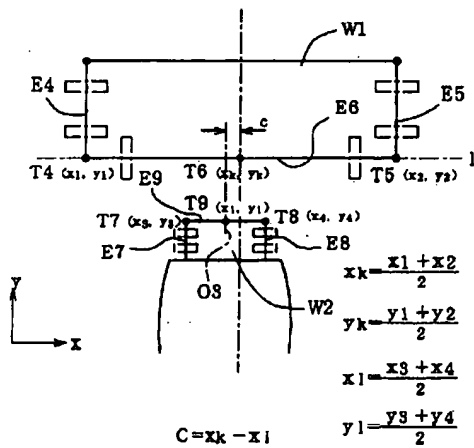 W1
E4
E5
c
E6
l
T4 (x1, y1)
T6 (xk, yk)
T5 (x2, y2)
E9
T9 (xl, yl)
T7 (x3, y3)
T8 (x4, y4)
E7
E8
O3
W2
y
x
xk=x1+x2/2
yk=y1+y2/2
xl=x3+x4/2
yl=y3+y4/2
C=xk-xl